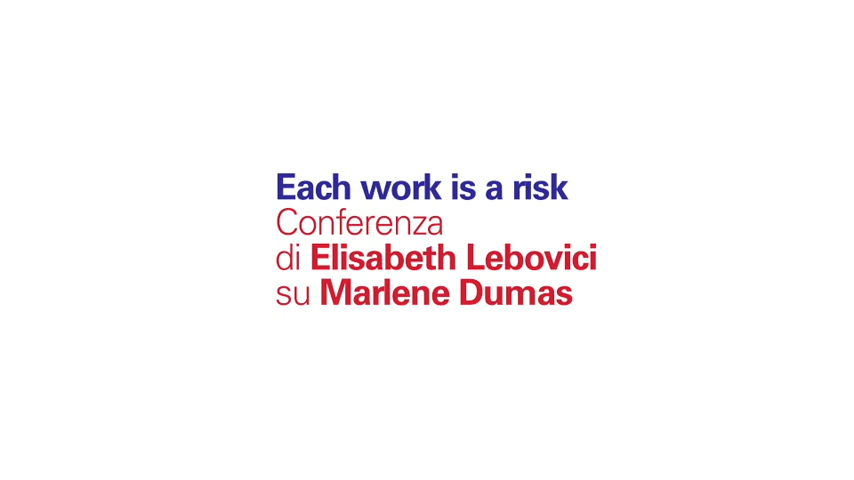 Each work is a risk
Conferenza
di Elisabeth Lebovici
su Marlene Dumas